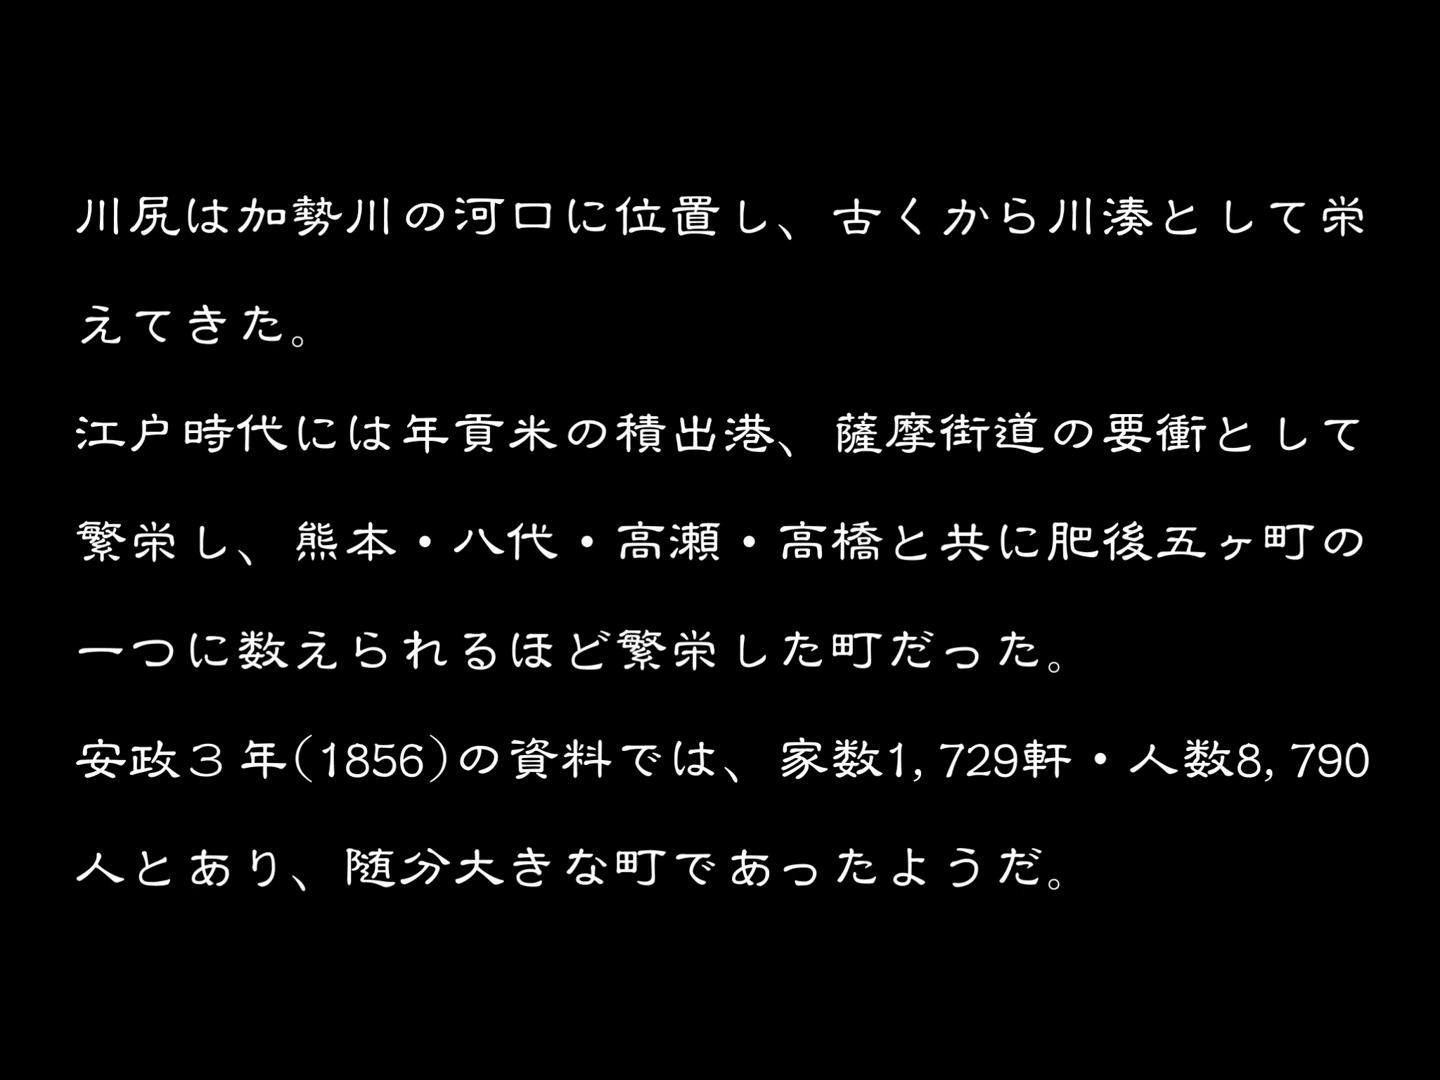 川尻は加勢川の河口に位置し、古くから川湊として栄
えてきた。
江戸時代には年貢米の積出港、薩摩街道の要衝として
繁栄し、熊本・八代・高瀬・高橋と共に肥後五ヶ町の
一つに数えられるほど繁栄した町だった。
安政３年(1856)の資料では、家数1,729軒・人数8,790
人とあり、随分大きな町であったようだ。